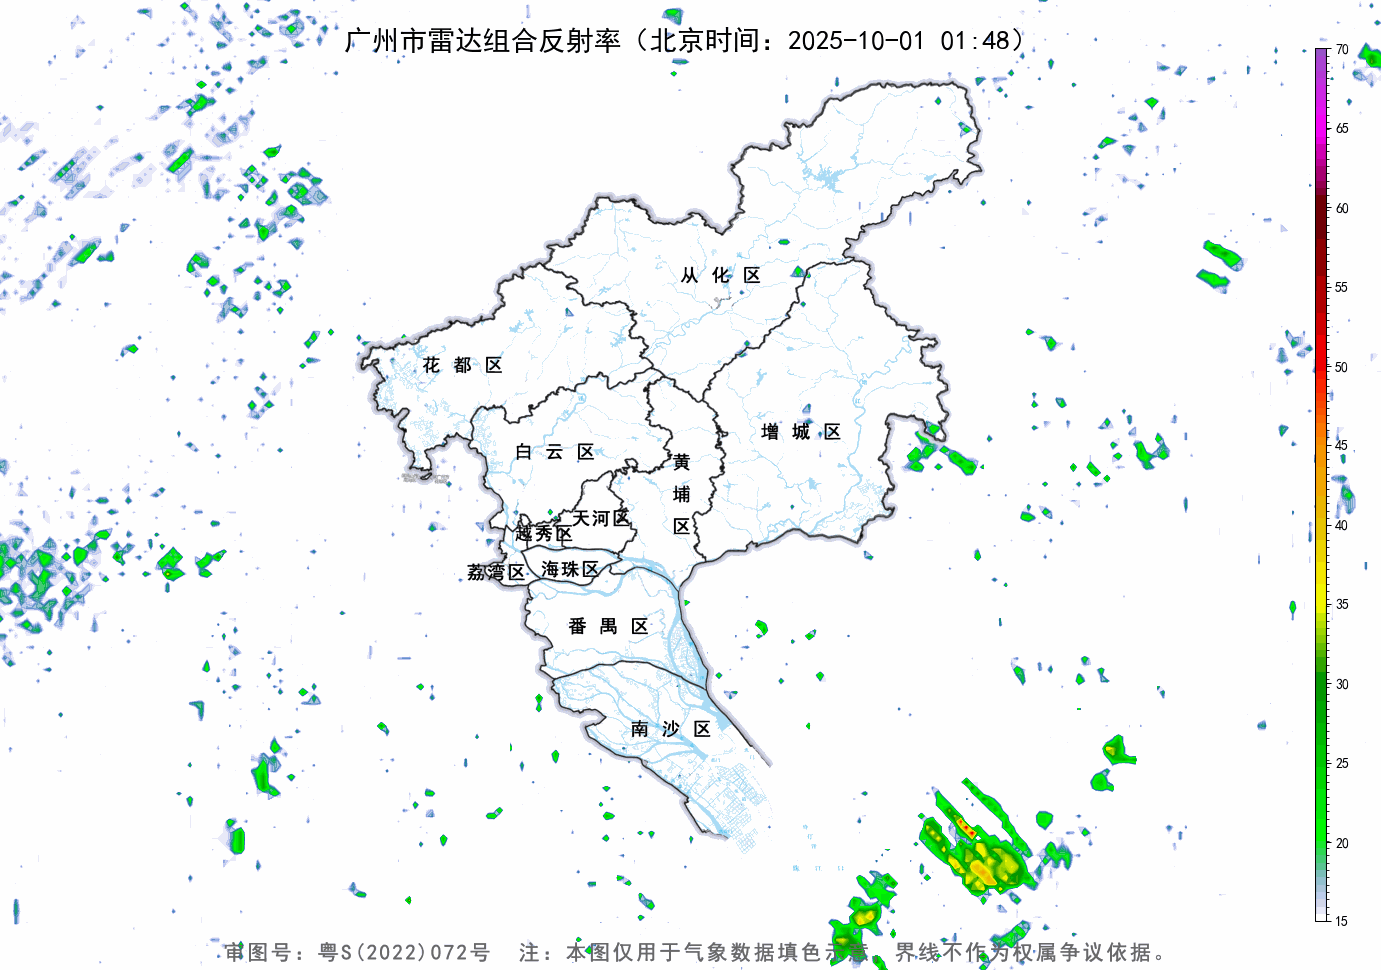 广州市雷达组合反射率（北京时间：2025-10-01 01:48）
70
65
60
55
50
45
40
35
30
25
20
15
从化区
花都区
增城区
白云区
黄埔区
天河区
越秀区
海珠区
荔湾区
番禺区
南沙区
审图号：粤S(2022)072号 注：本图仅用于气象数据填色示意，界线不作为权属争议依据。